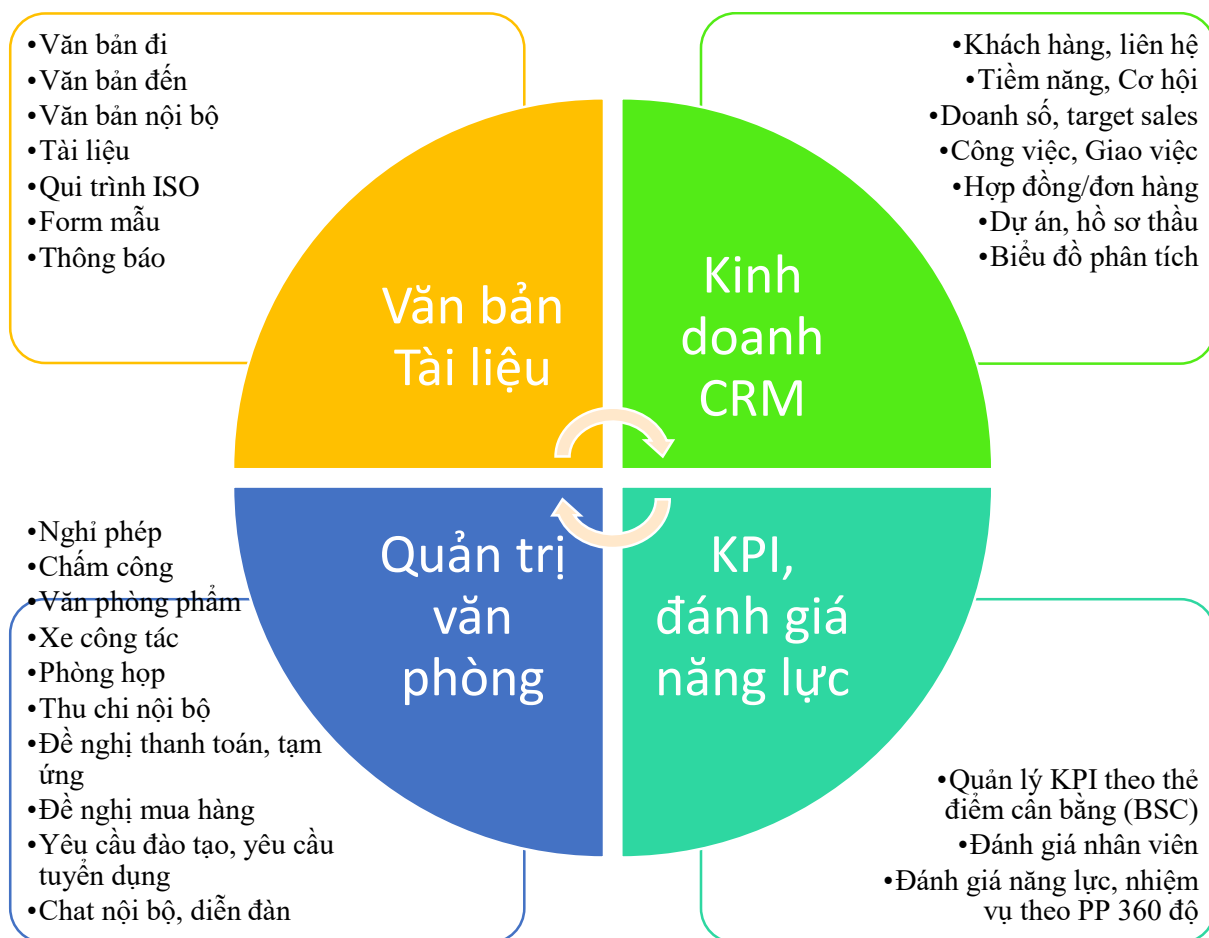 •Văn bản đi
•Văn bản đến
•Văn bản nội bộ
•Tài liệu
•Qui trình ISO
•Form mẫu
•Thông báo
•Khách hàng, liên hệ
•Tiềm năng, Cơ hội
•Doanh số, target sales
•Công việc, Giao việc
•Hợp đồng/đơn hàng
•Dự án, hồ sơ thầu
•Biểu đồ phân tích
Văn bản
Tài liệu
Kinh
doanh
CRM
Quản trị
văn
phòng
KPI,
đánh giá
năng lực
•Nghỉ phép
•Chấm công
•Văn phòng phẩm
•Xe công tác
•Phòng họp
•Thu chi nội bộ
•Đề nghị thanh toán, tạm
ứng
•Đề nghị mua hàng
•Yêu cầu đào tạo, yêu cầu
tuyển dụng
•Chat nội bộ, diễn đàn
•Quản lý KPI theo thẻ
điểm cân bằng (BSC)
•Đánh giá nhân viên
•Đánh giá năng lực, nhiệm
vụ theo PP 360 độ